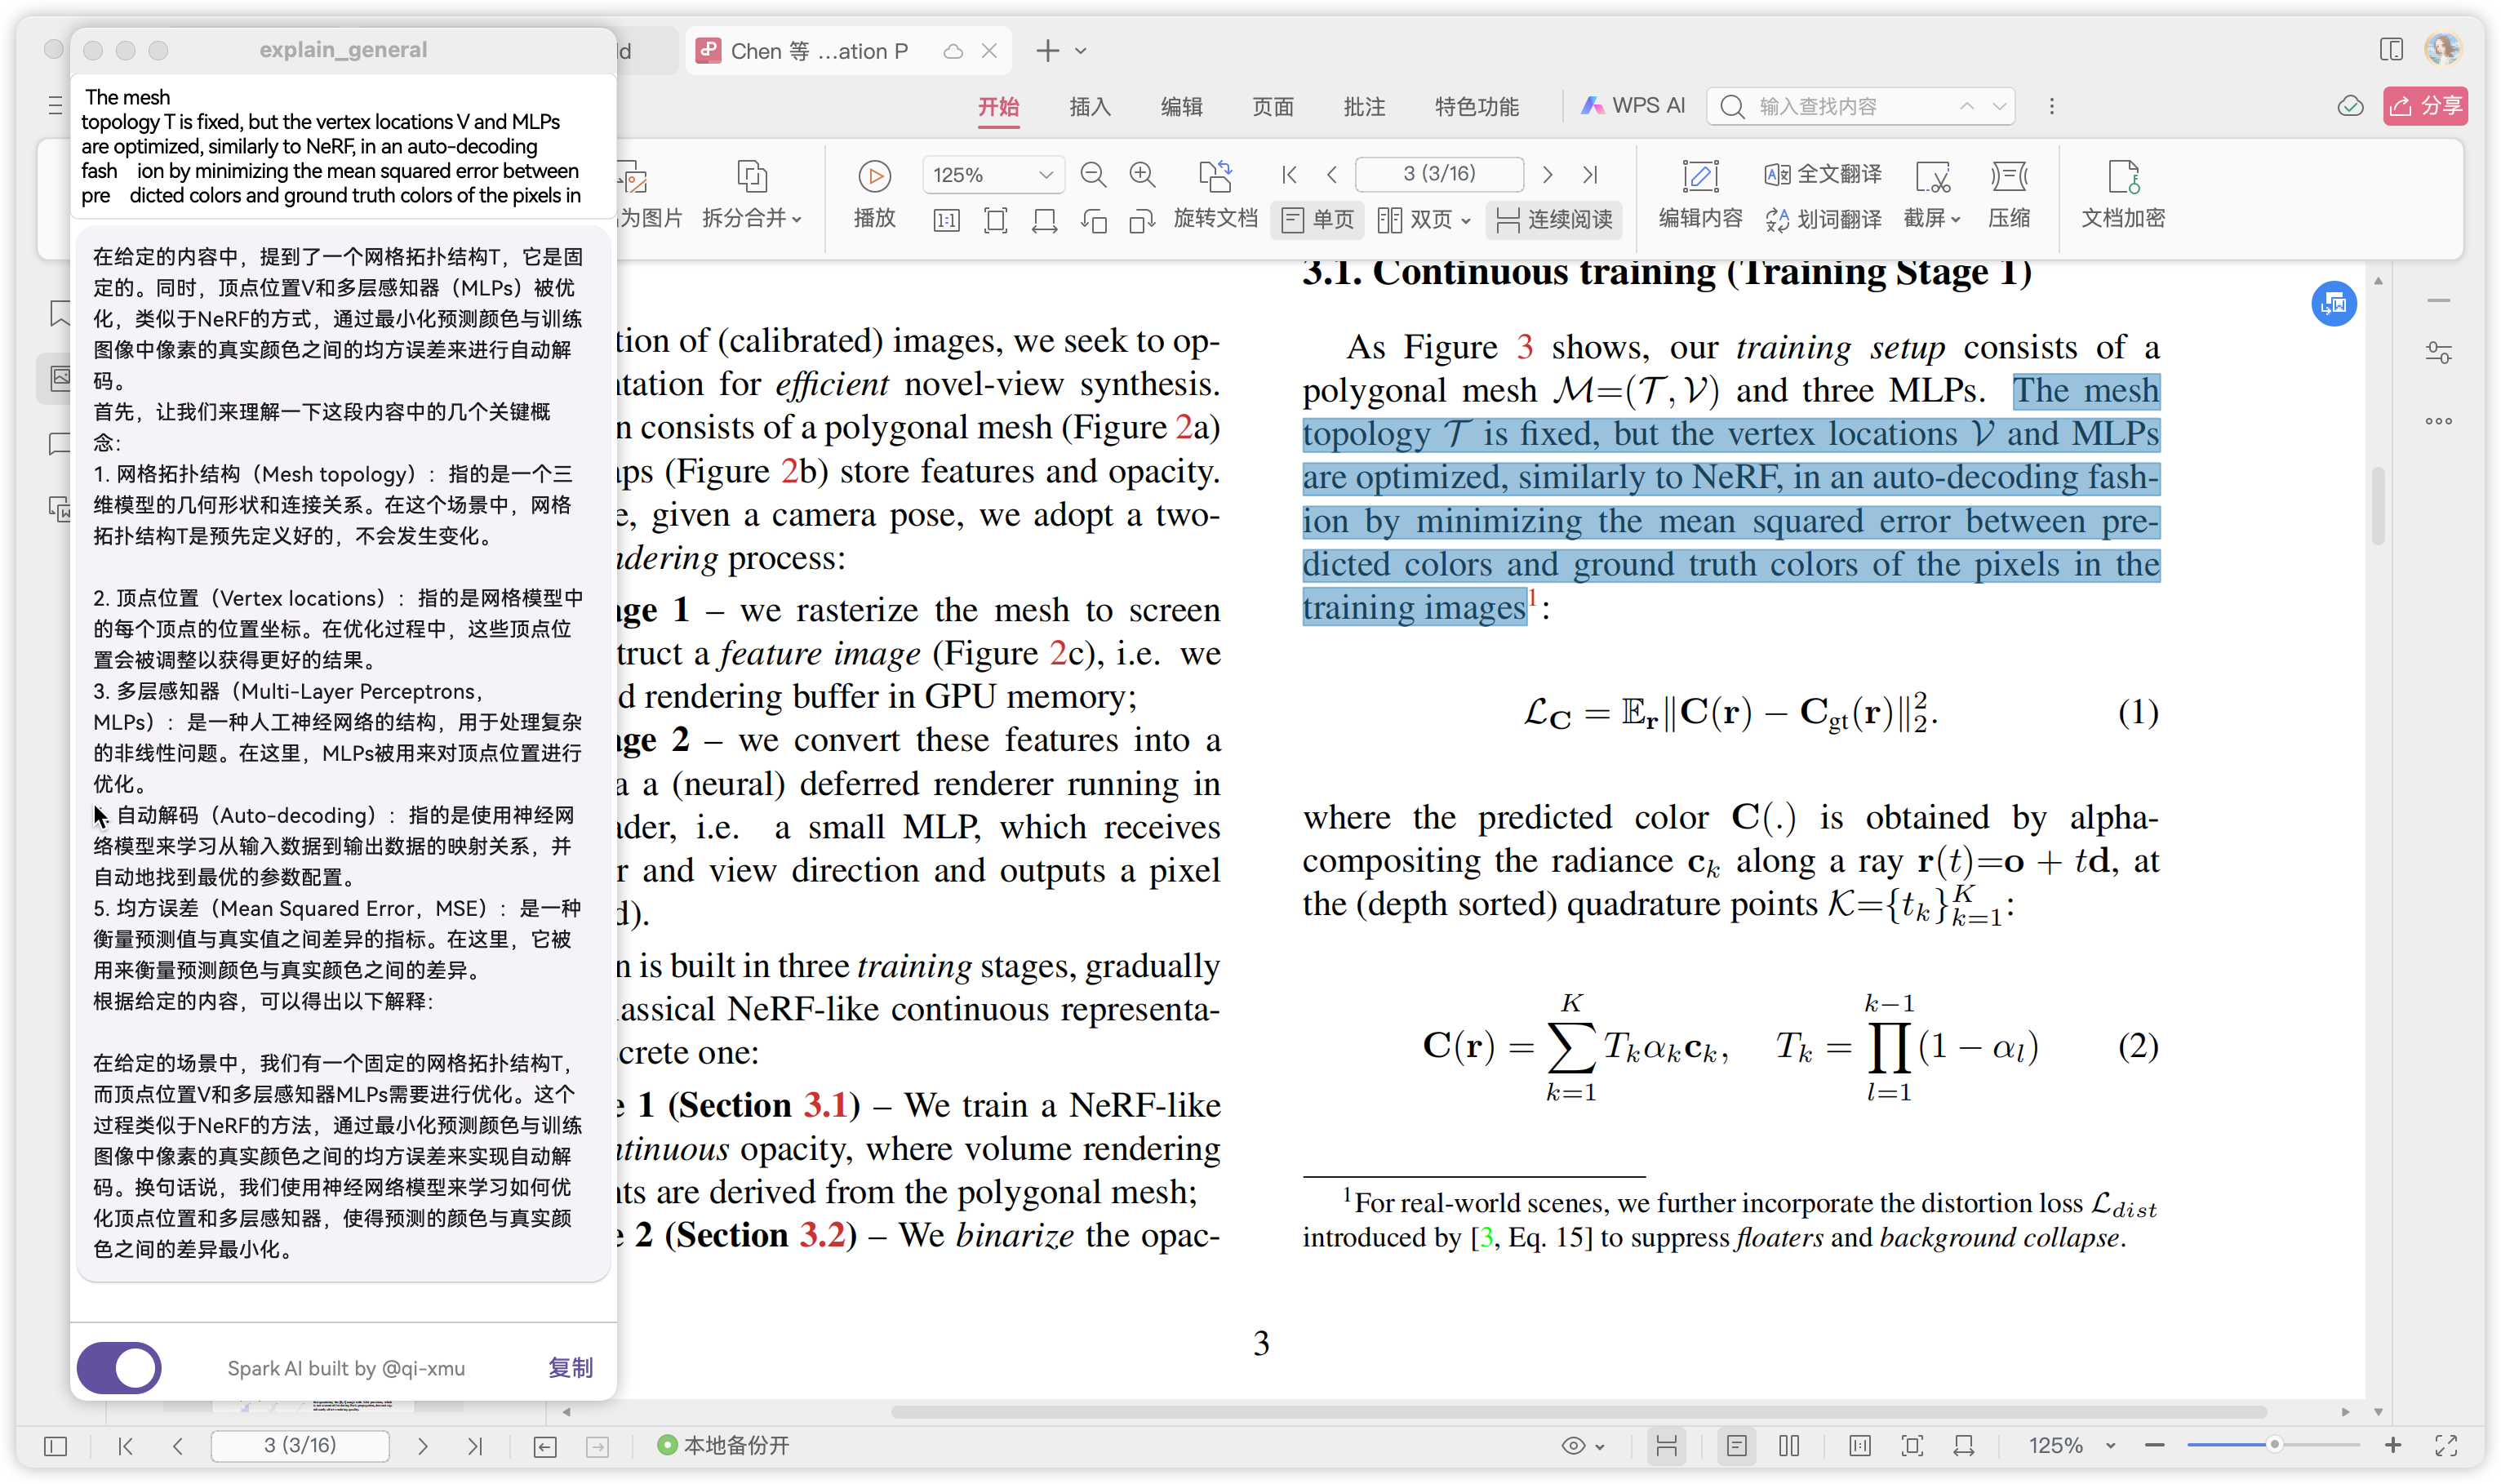 explain_general
The mesh
topology T is fixed, but the vertex locations V and MLPs
are optimized, similarly to NeRF, in an auto-decoding
fash ion by minimizing the mean squared error between
pre dicted colors and ground truth colors of the pixels in
在给定的内容中，提到了一个网格拓扑结构T，它是固
定的。同时，顶点位置V和多层感知器（MLPs）被优
化，类似于NeRF的方式，通过最小化预测颜色与训练
图像中像素的真实颜色之间的均方误差来进行自动解
码。
首先，让我们来理解一下这段内容中的几个关键概
念：
1. 网格拓扑结构（Mesh topology）：指的是一个三
维模型的几何形状和连接关系。在这个场景中，网格
拓扑结构T是预先定义好的，不会发生变化。
2. 顶点位置（Vertex locations）：指的是网格模型中
的每个顶点的位置坐标。在优化过程中，这些顶点位
置会被调整以获得更好的结果。
3. 多层感知器（Multi-Layer Perceptrons，
MLPs）：是一种人工神经网络的结构，用于处理复杂
的非线性问题。在这里，MLPs被用来对顶点位置进行
优化。
自动解码（Auto-decoding）：指的是使用神经网
络模型来学习从输入数据到输出数据的映射关系，并
自动地找到最优的参数配置。
5. 均方误差（Mean Squared Error，MSE）：是一种
衡量预测值与真实值之间差异的指标。在这里，它被
用来衡量预测颜色与真实颜色之间的差异。
根据给定的内容，可以得出以下解释：
在给定的场景中，我们有一个固定的网格拓扑结构T，
而顶点位置V和多层感知器MLPs需要进行优化。这个
过程类似于NeRF的方法，通过最小化预测颜色与训练
图像中像素的真实颜色之间的均方误差来实现自动解
码。换句话说，我们使用神经网络模型来学习如何优
化顶点位置和多层感知器，使得预测的颜色与真实颜
色之间的差异最小化。
Spark AI built by @qi-xmu 复制
Chen 等 ...ation P
开始 插入 编辑 页面 批注 特色功能 WPS AI 输入查找内容 分享
为图片 拆分合并 播放 125% 1:1 旋转文档 3 (3/16) 单页 双页 连续阅读 编辑内容 全文翻译 划词翻译 截屏 压缩 文档加密
tion of (calibrated) images, we seek to op-
tation for efficient novel-view synthesis.
n consists of a polygonal mesh (Figure 2a)
ps (Figure 2b) store features and opacity.
e, given a camera pose, we adopt a two-
ndering process:
ge 1 – we rasterize the mesh to screen
truct a feature image (Figure 2c), i.e. we
d rendering buffer in GPU memory;
ge 2 – we convert these features into a
a a (neural) deferred renderer running in
der, i.e. a small MLP, which receives
r and view direction and outputs a pixel
d).
n is built in three training stages, gradually
lassical NeRF-like continuous representa-
screte one:
e 1 (Section 3.1) – We train a NeRF-like
ntinuous opacity, where volume rendering
nts are derived from the polygonal mesh;
e 2 (Section 3.2) – We binarize the opac-
3.1. Continuous training (Training Stage 1)
As Figure 3 shows, our training setup consists of a
polygonal mesh 𝓜=(𝓣, 𝓥) and three MLPs. The mesh
topology 𝓣 is fixed, but the vertex locations 𝓥 and MLPs
are optimized, similarly to NeRF, in an auto-decoding fash-
ion by minimizing the mean squared error between pre-
dicted colors and ground truth colors of the pixels in the
training images¹:
ℒ_C = 𝔼_r ‖C(r) − C_gt(r)‖₂². (1)
where the predicted color C(.) is obtained by alpha-
compositing the radiance c_k along a ray r(t)=o + td, at
the (depth sorted) quadrature points 𝒦={t_k}_{k=1}^K:
C(r) = ∑_{k=1}^{K} T_k α_k c_k, T_k = ∏_{l=1}^{k−1} (1 − α_l) (2)
¹For real-world scenes, we further incorporate the distortion loss ℒ_dist
introduced by [3, Eq. 15] to suppress floaters and background collapse.
3
3 (3/16) 本地备份开 125%